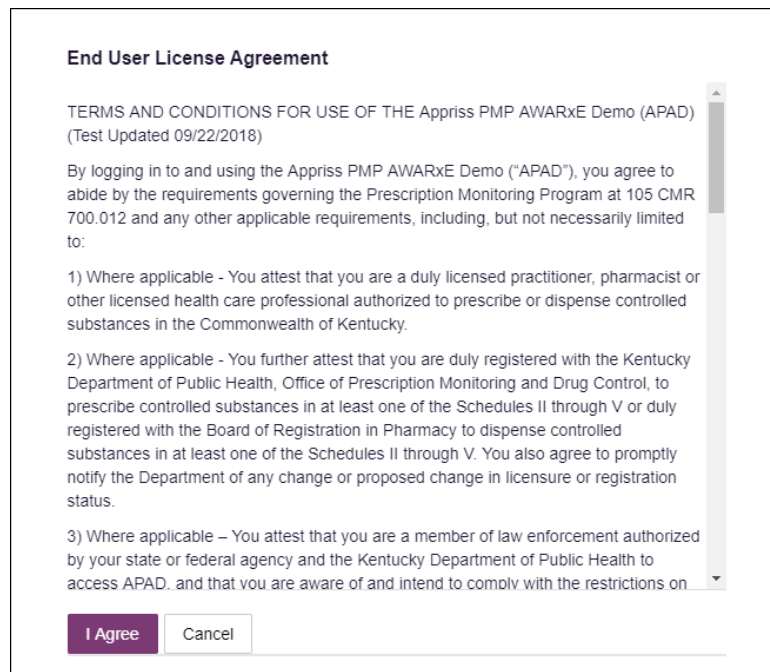 End User License Agreement
TERMS AND CONDITIONS FOR USE OF THE Appriss PMP AWARxE Demo (APAD)
(Test Updated 09/22/2018)
By logging in to and using the Appriss PMP AWARxE Demo (“APAD”), you agree to
abide by the requirements governing the Prescription Monitoring Program at 105 CMR
700.012 and any other applicable requirements, including, but not necessarily limited
to:
1) Where applicable - You attest that you are a duly licensed practitioner, pharmacist or
other licensed health care professional authorized to prescribe or dispense controlled
substances in the Commonwealth of Kentucky.
2) Where applicable - You further attest that you are duly registered with the Kentucky
Department of Public Health, Office of Prescription Monitoring and Drug Control, to
prescribe controlled substances in at least one of the Schedules II through V or duly
registered with the Board of Registration in Pharmacy to dispense controlled
substances in at least one of the Schedules II through V. You also agree to promptly
notify the Department of any change or proposed change in licensure or registration
status.
3) Where applicable – You attest that you are a member of law enforcement authorized
by your state or federal agency and the Kentucky Department of Public Health to
access APAD, and that you are aware of and intend to comply with the restrictions on
I Agree Cancel